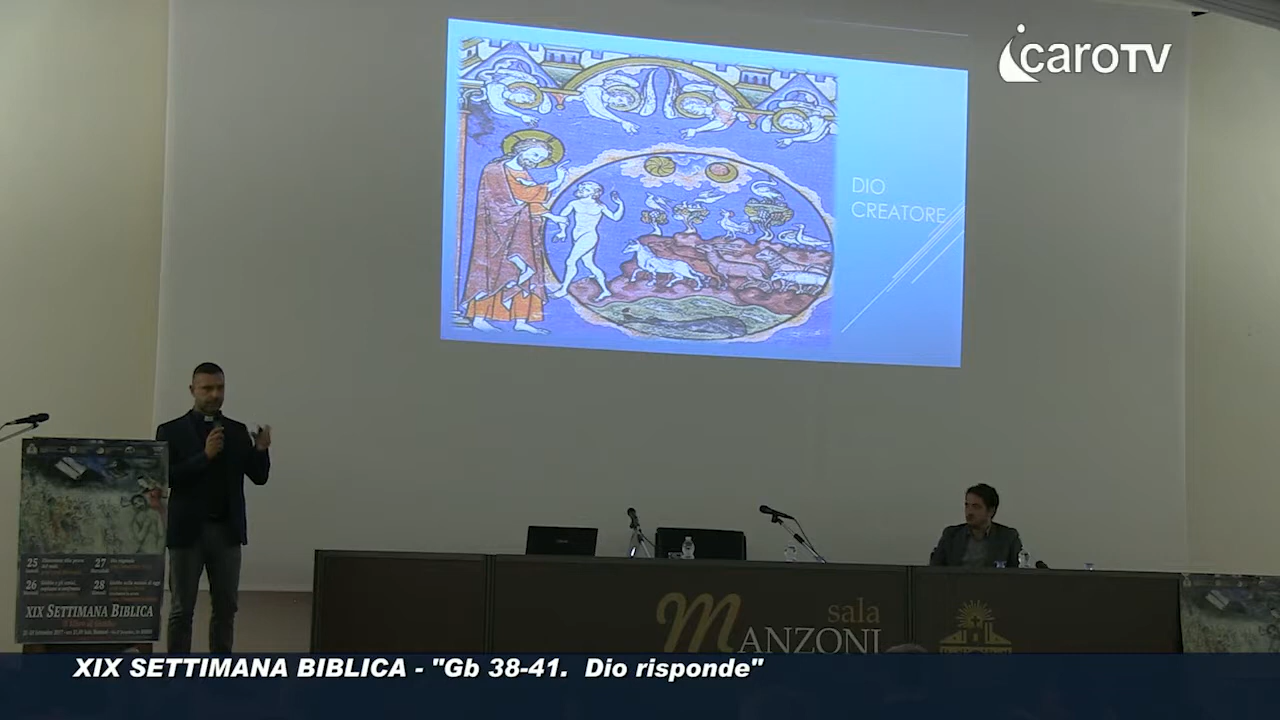 icaroTV
DIO
CREATORE
25
27
26
28
XIX SETTIMANA BIBLICA
sala
MANZONI
XIX SETTIMANA BIBLICA - "Gb 38-41. Dio risponde"